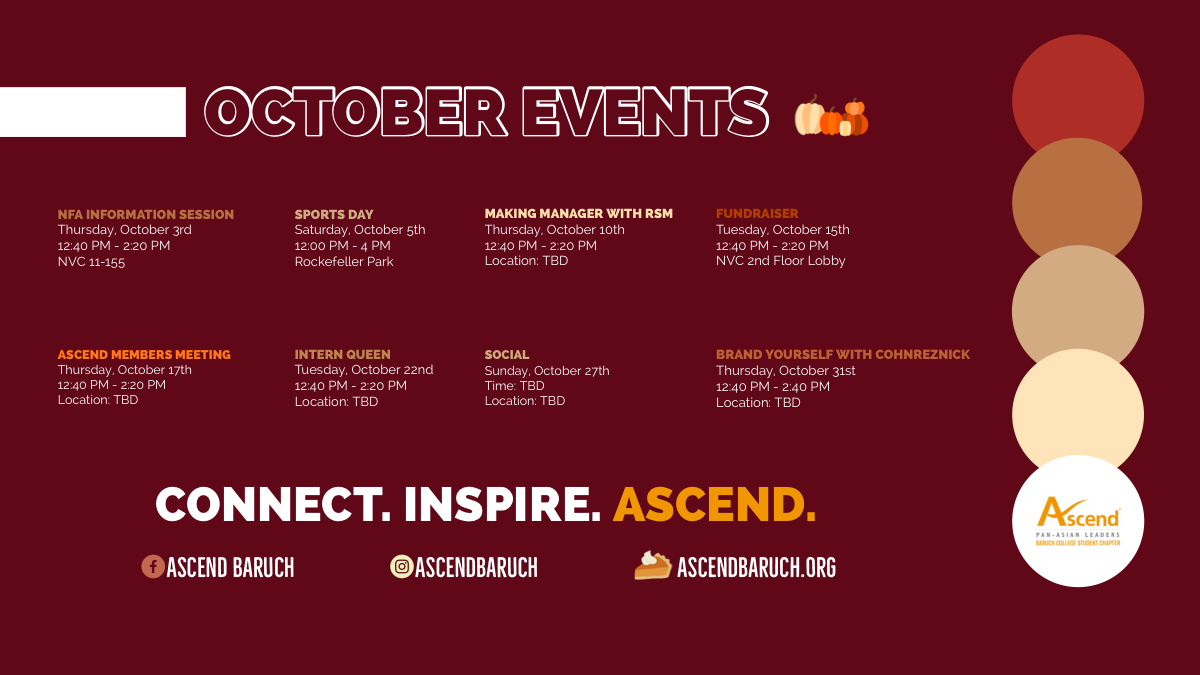 OCTOBER EVENTS
NFA INFORMATION SESSION
Thursday, October 3rd
12:40 PM - 2:20 PM
NVC 11-155
SPORTS DAY
Saturday, October 5th
12:00 PM - 4 PM
Rockefeller Park
MAKING MANAGER WITH RSM
Thursday, October 10th
12:40 PM - 2:20 PM
Location: TBD
FUNDRAISER
Tuesday, October 15th
12:40 PM - 2:20 PM
NVC 2nd Floor Lobby
ASCEND MEMBERS MEETING
Thursday, October 17th
12:40 PM - 2:20 PM
Location: TBD
INTERN QUEEN
Tuesday, October 22nd
12:40 PM - 2:20 PM
Location: TBD
SOCIAL
Sunday, October 27th
Time: TBD
Location: TBD
BRAND YOURSELF WITH COHNREZNICK
Thursday, October 31st
12:40 PM - 2:40 PM
Location: TBD
CONNECT. INSPIRE. ASCEND.
ASCEND BARUCH
ASCENDBARUCH
ASCENDBARUCH.ORG
Ascend
PAN-ASIAN LEADERS
BARUCH COLLEGE STUDENT CHAPTER